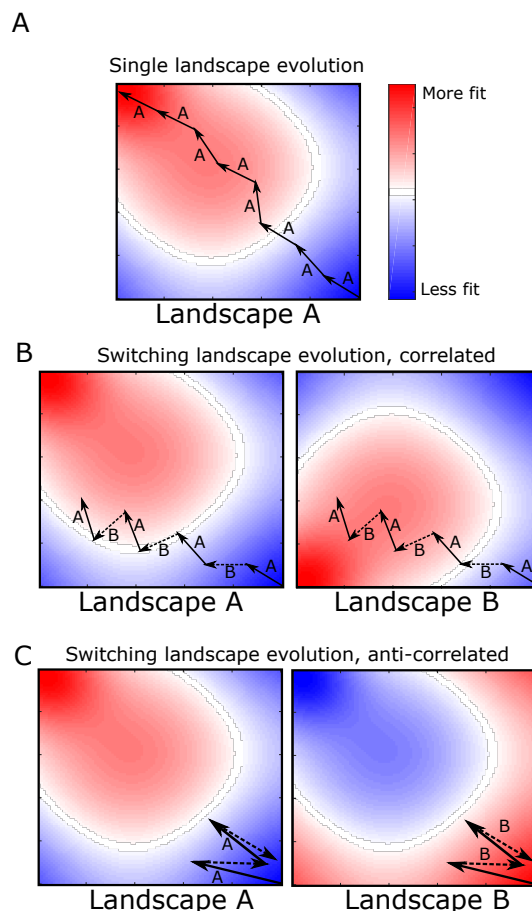 A
Single landscape evolution
More fit
A
A
A
A
A
A
A
A
Less fit
Landscape A
B
Switching landscape evolution, correlated
A
B
A
B
A
B
A
A
B
A
B
A
B
A
Landscape A
Landscape B
C
Switching landscape evolution, anti-correlated
A
A
B
B
Landscape A
Landscape B